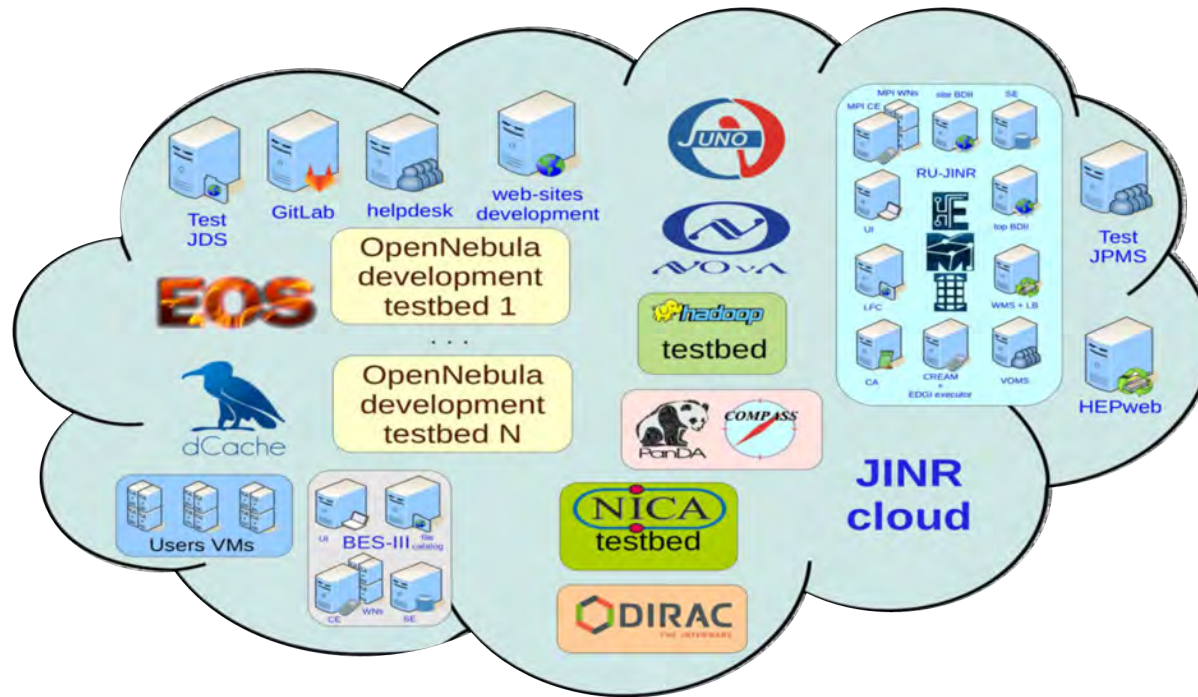 Test
JDS
GitLab
helpdesk
web-sites
development
EOS
OpenNebula
development
testbed 1
. . .
OpenNebula
development
testbed N
dCache
Users VMs
UI
BES-III
file
catalog
CE
WNs
SE
JUNO
NOvA
hadoop
testbed
PanDA
COMPASS
NICA
testbed
DIRAC
THE INTERWARE
MPI WNs
site BDII
SE
MPI CE
RU-JINR
UI
top BDII
LFC
WMS + LB
CA
CREAM
+
EDGI executor
VOMS
Test
JPMS
HEPweb
JINR
cloud